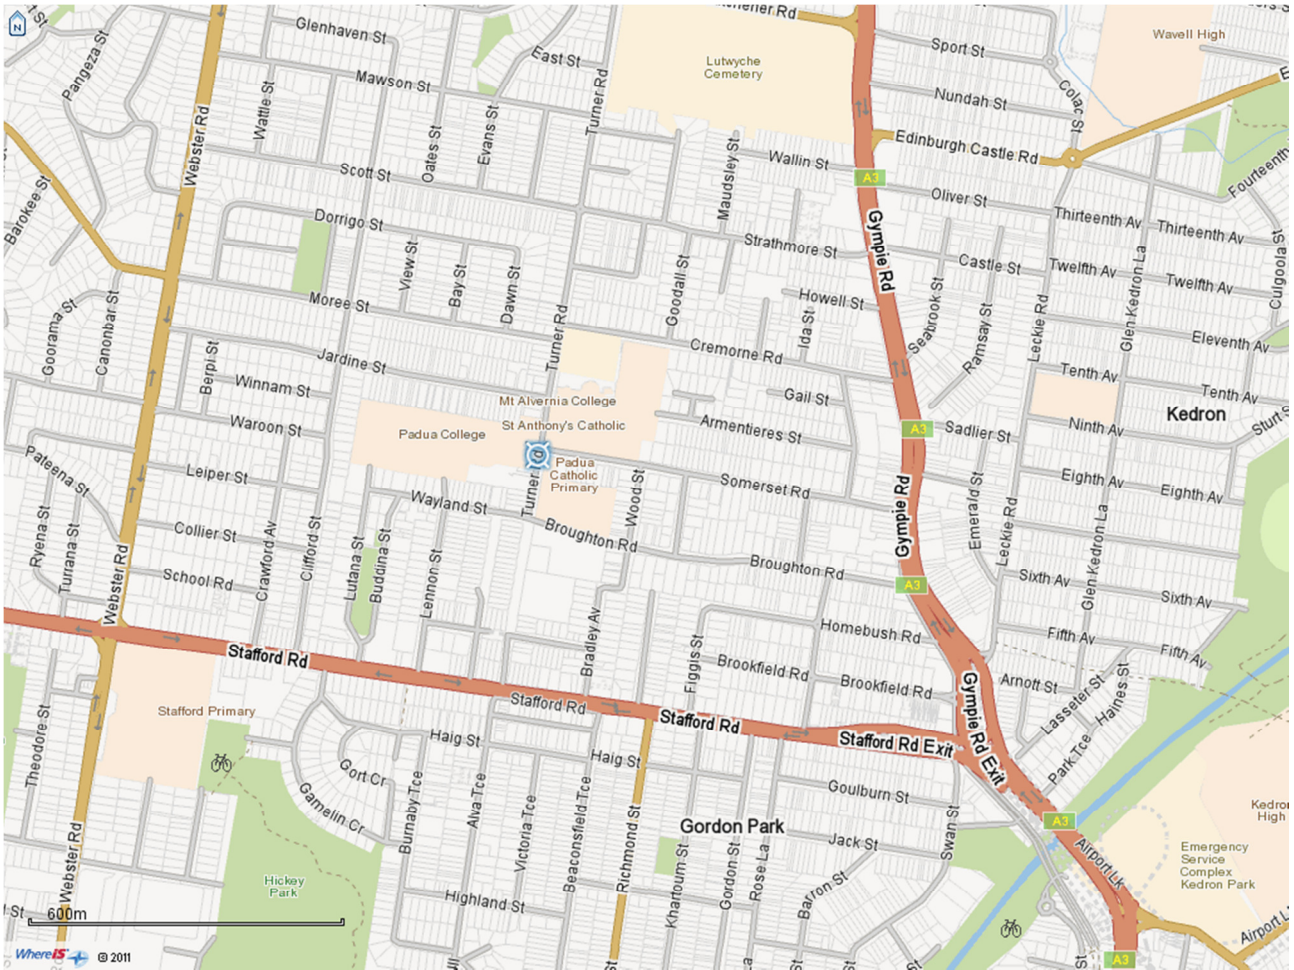 N
Glenhaven St
Pangeza St
Mawson St
East St
Turner Rd
Lutwyche
Cemetery
Sport St
Wavell High
Nundah St
Colac St
Wattle St
Webster Rd
Oates St
Evans St
Edinburgh Castle Rd
Wallin St
Maudsley St
Scott St
A3
Oliver St
Fourteenth
Barokee St
Dorrigo St
Thirteenth Av
Thirteenth Av
Gympie Rd
Strathmore St
Castle St
Twelfth Av
Twelfth Av
Culgoola St
Glen Kedron La
View St
Bay St
Dawn St
Goodall St
Moree St
Howell St
Ida St
Seabrook St
Ramsay St
Leckie Rd
Goorama St
Canonbar St
Turner Rd
Cremorne Rd
Eleventh Av
Jardine St
Berpi St
Winnam St
Tenth Av
Tenth Av
Gail St
Mt Alvernia College
St Anthony's Catholic
Kedron
Waroon St
Padua College
Armentieres St
A3
Sadlier St
Ninth Av
Sturt S
Pateena St
Leiper St
Padua
Catholic
Primary
Turner
Somerset Rd
Eighth Av
Eighth Av
Wayland St
Wood St
Gympie Rd
Emerald St
Leckie Rd
Glen Kedron La
Ryena St
Turrana St
Collier St
Crawford Av
Clifford St
Lutana St
Buddina St
Lennon St
Broughton Rd
Broughton Rd
School Rd
Webster Rd
A3
Sixth Av
Sixth Av
Stafford Rd
Bradley Av
Figgis St
Homebush Rd
Fifth Av
Fifth Av
Brookfield Rd
Brookfield Rd
Arnott St
Lasseter St
Haines St
Gympie Rd Exit
Stafford Primary
Stafford Rd
Stafford Rd
Stafford Rd Exit
Theodore St
Haig St
Haig St
Park Tce
Gort Cr
Gamelin Cr
Burnaby Tce
Alva Tce
Victoria Tce
Beaconsfield Tce
Richmond St
Goulburn St
Gordon Park
Jack St
Swan St
A3
Kedron
High
Emergency
Service
Complex
Kedron Park
Airport Lk
Webster Rd
Hickey
Park
Highland St
Khartoum St
Gordon St
Rose La
Barron St
600m
Airport L
WhereiS
© 2011
A3